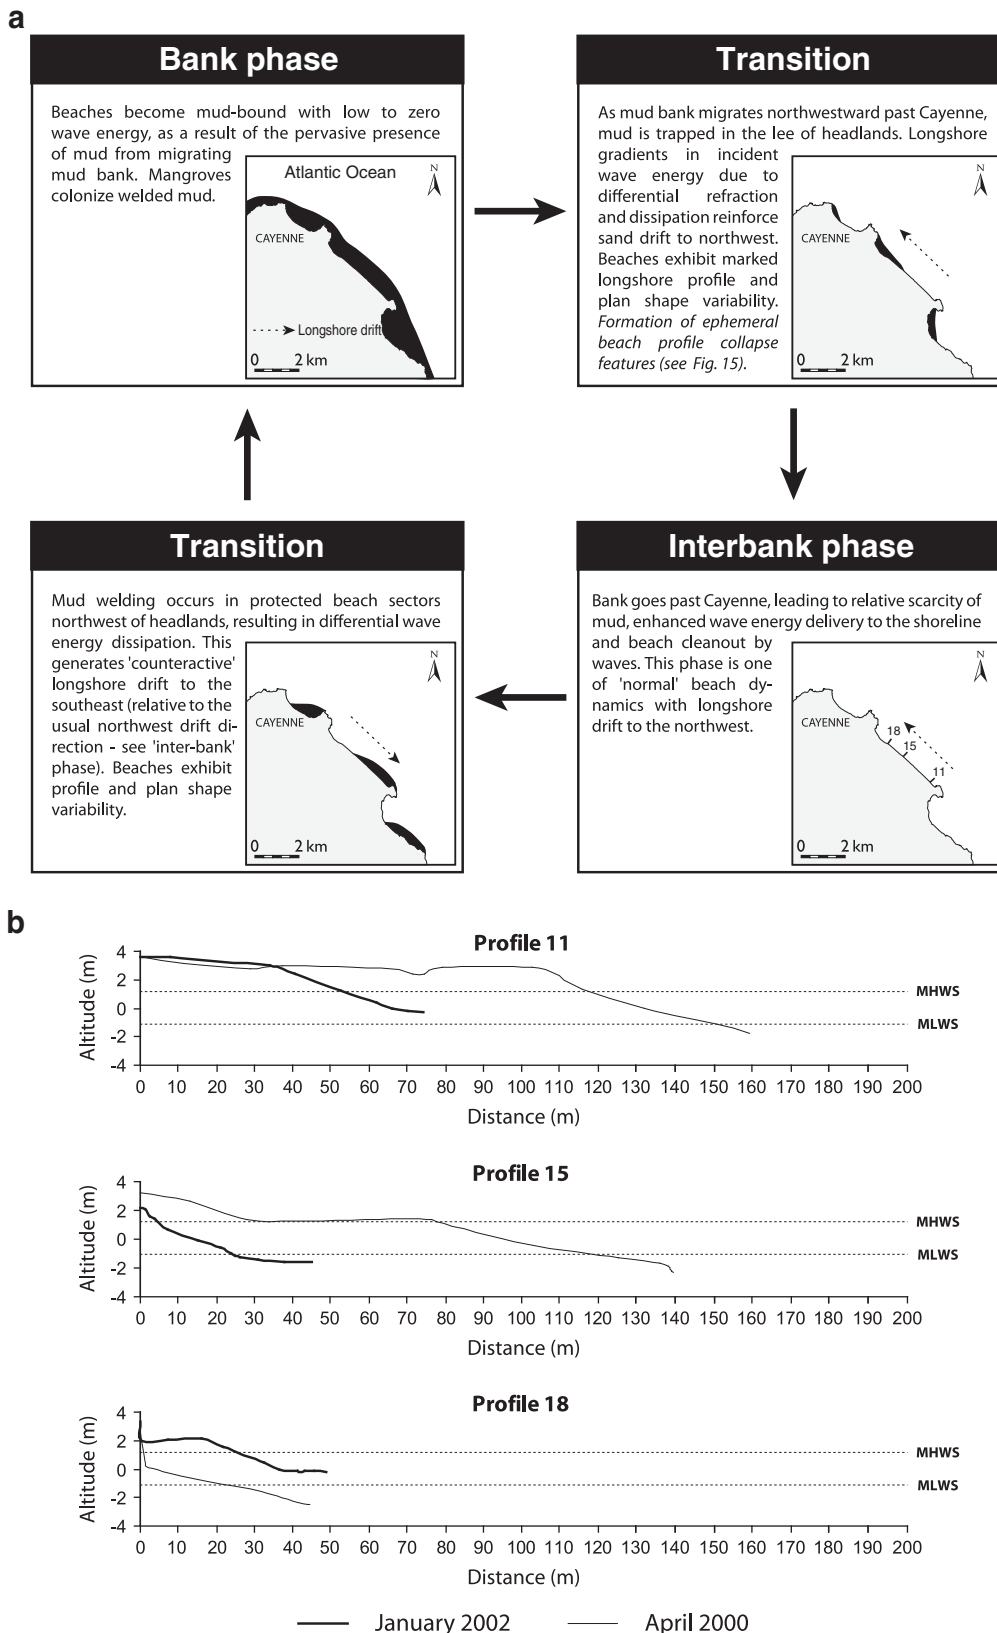 a
Bank phase
Beaches become mud-bound with low to zero
wave energy, as a result of the pervasive presence
of mud from migrating
mud bank. Mangroves
colonize welded mud.
Atlantic Ocean
N
CAYENNE
Longshore drift
0 2 km
Transition
As mud bank migrates northwestward past Cayenne,
mud is trapped in the lee of headlands. Longshore
gradients in incident
wave energy due to
differential refraction
and dissipation reinforce
sand drift to northwest.
Beaches exhibit marked
longshore profile and
plan shape variability.
Formation of ephemeral
beach profile collapse
features (see Fig. 15).
N
CAYENNE
0 2 km
Transition
Mud welding occurs in protected beach sectors
northwest of headlands, resulting in differential wave
energy dissipation. This
generates 'counteractive'
longshore drift to the
southeast (relative to the
usual northwest drift di-
rection - see 'inter-bank'
phase). Beaches exhibit
profile and plan shape
variability.
N
CAYENNE
0 2 km
Interbank phase
Bank goes past Cayenne, leading to relative scarcity of
mud, enhanced wave energy delivery to the shoreline
and beach cleanout by
waves. This phase is one
of 'normal' beach dy-
namics with longshore
drift to the northwest.
N
CAYENNE
18
15
11
0 2 km
b
Profile 11
Altitude (m)
4
2
0
-2
-4
MHWS
MLWS
0 10 20 30 40 50 60 70 80 90 100 110 120 130 140 150 160 170 180 190 200
Distance (m)
Profile 15
Altitude (m)
4
2
0
-2
-4
MHWS
MLWS
0 10 20 30 40 50 60 70 80 90 100 110 120 130 140 150 160 170 180 190 200
Distance (m)
Profile 18
Altitude (m)
4
2
0
-2
-4
MHWS
MLWS
0 10 20 30 40 50 60 70 80 90 100 110 120 130 140 150 160 170 180 190 200
Distance (m)
January 2002 April 2000